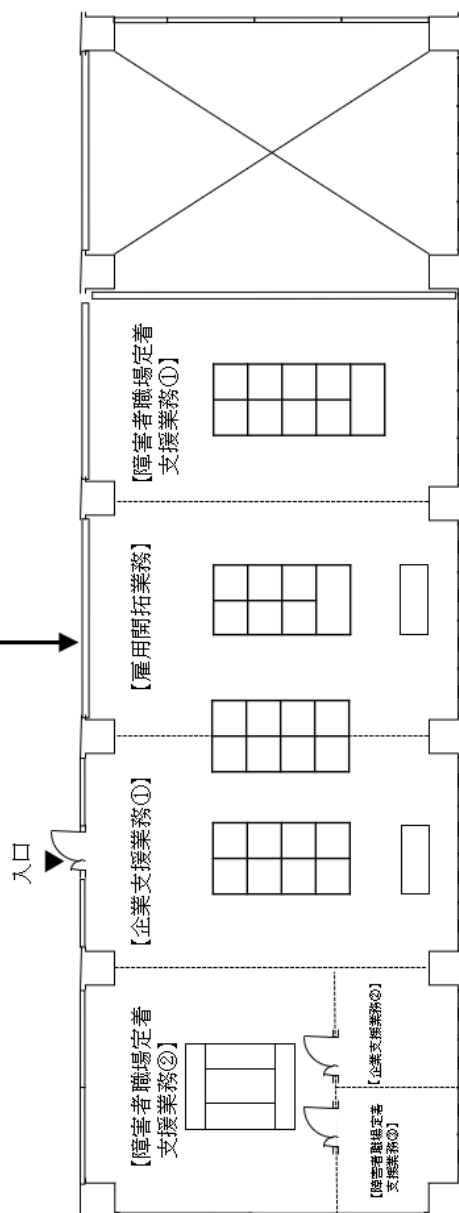 入口
【障害者職場定着
支援業務②】
【障害者職場定着
支援業務③】
【企業支援業務②】
【企業支援業務①】
【雇用開拓業務】
【障害者職場定着
支援業務①】